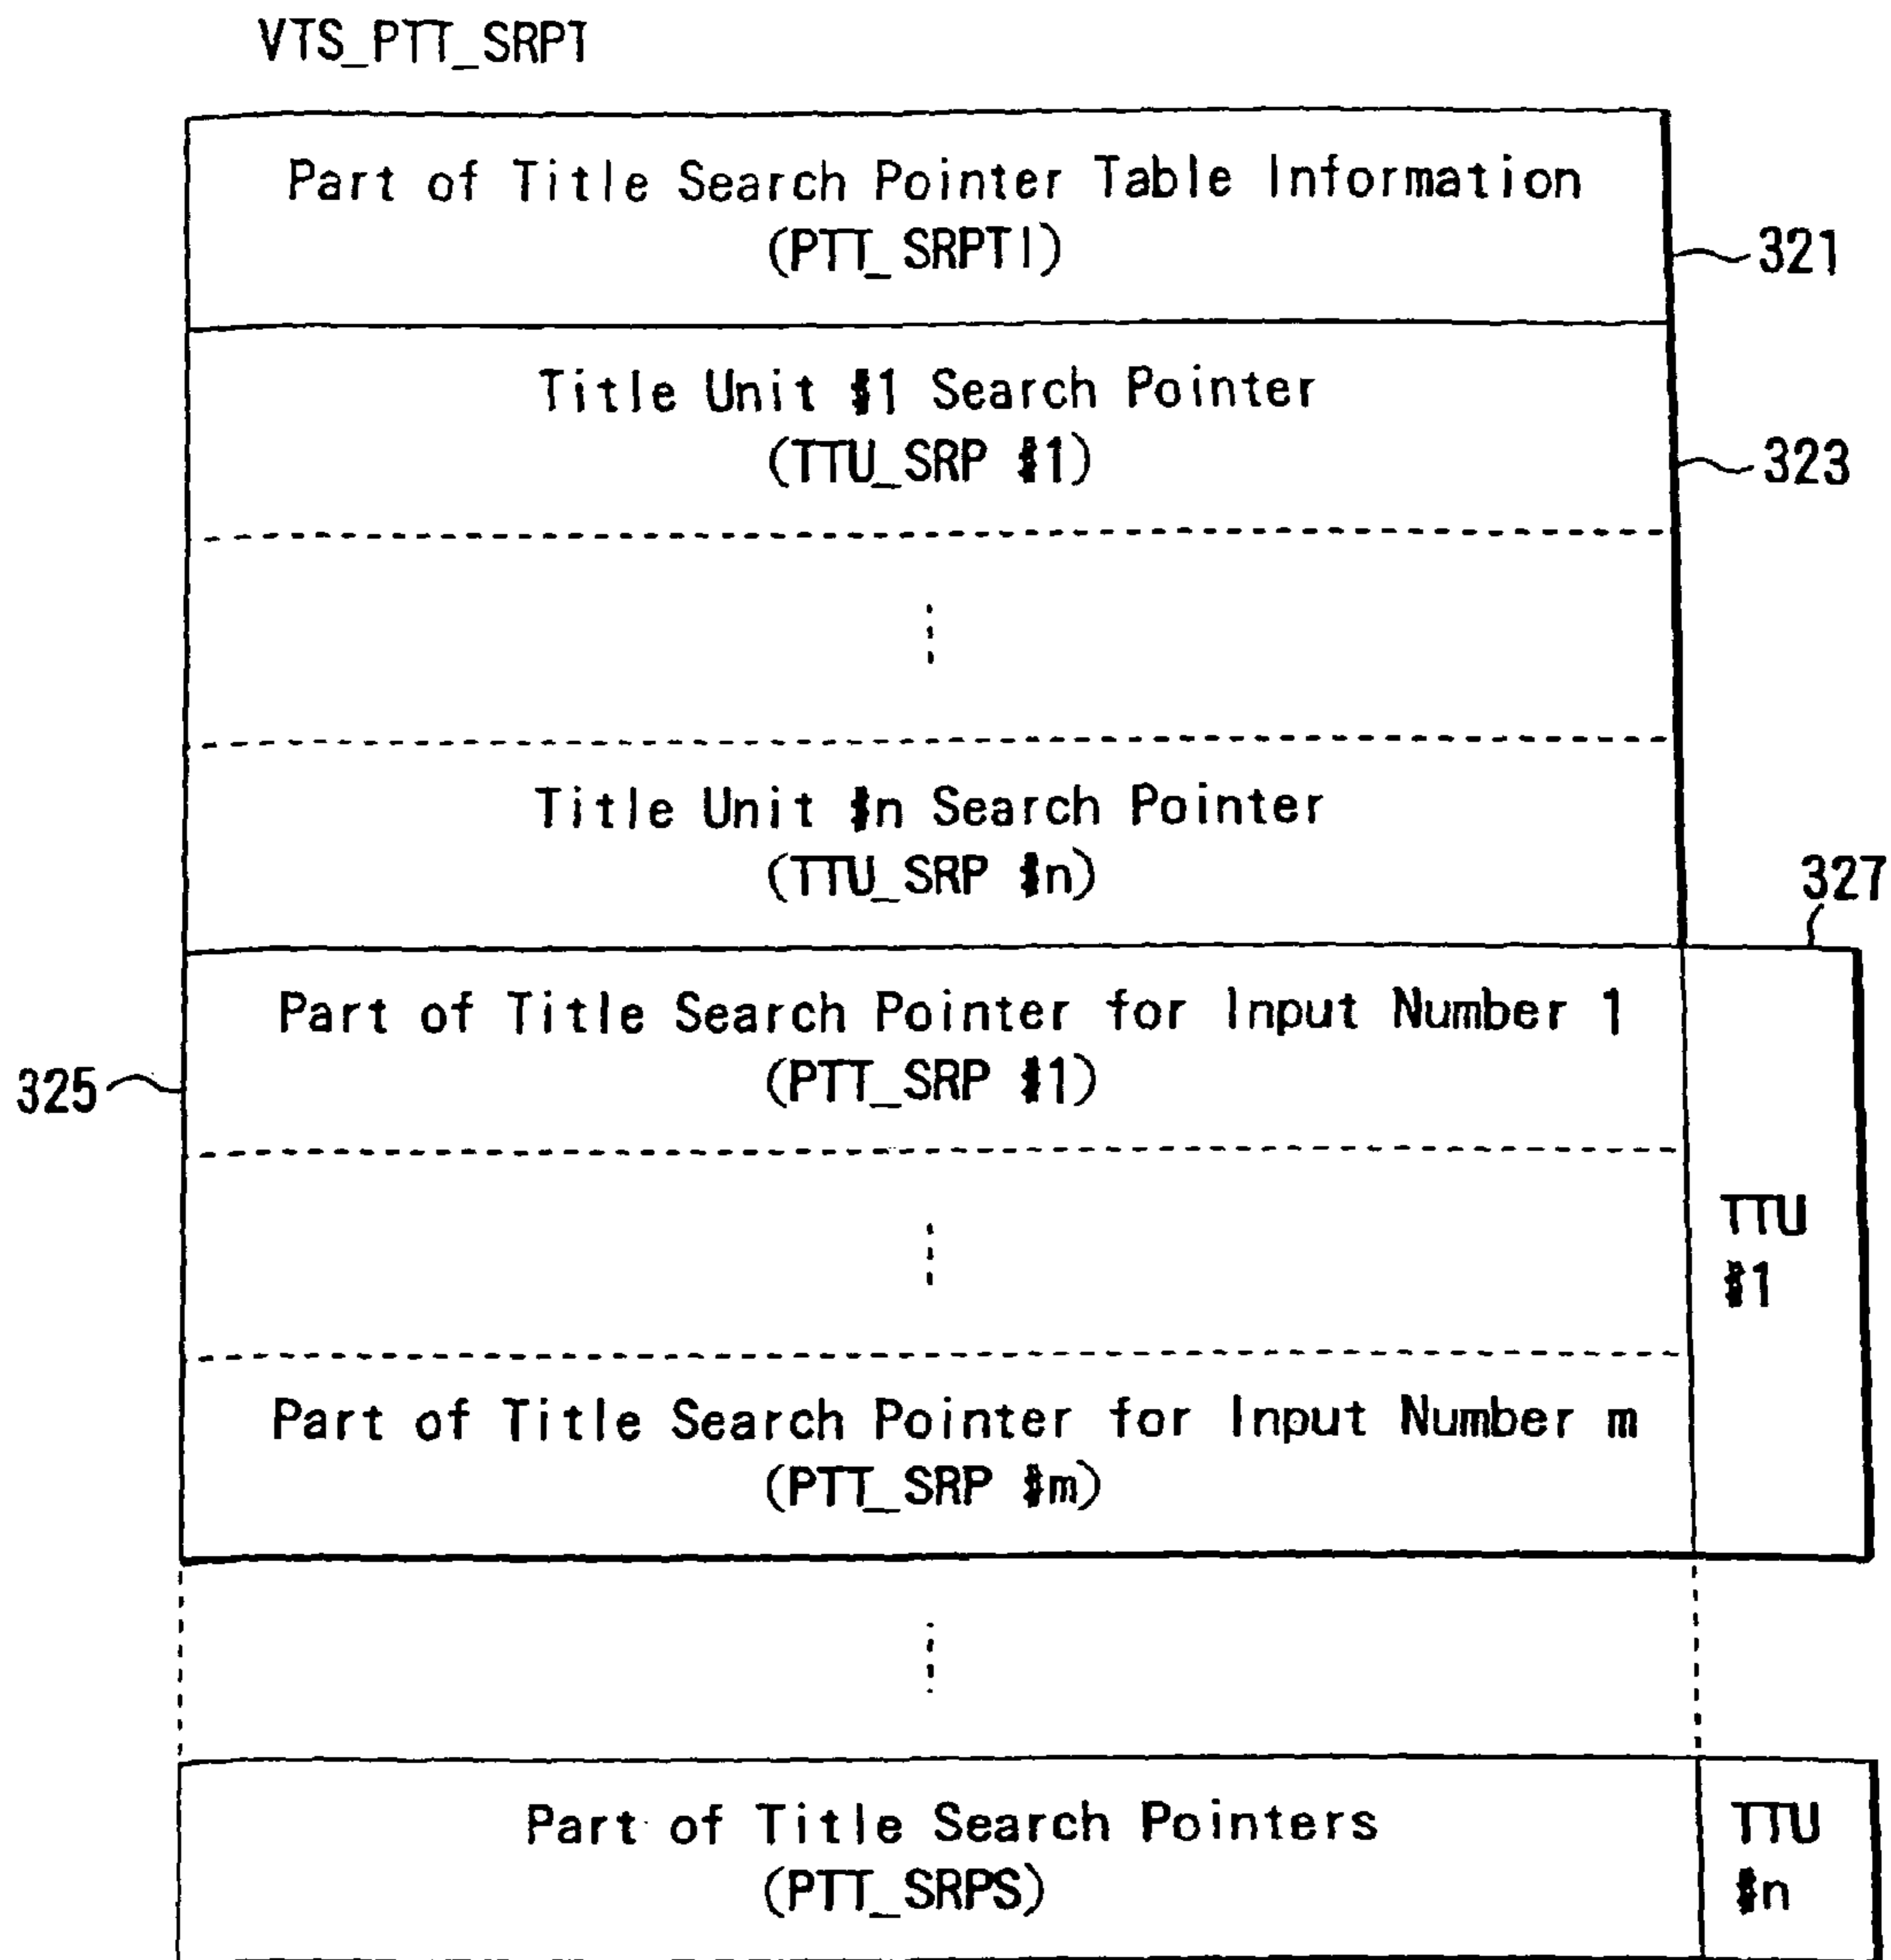 VTS_PTT_SRPT
Part of Title Search Pointer Table Information
(PTT_SRPTI)
321
Title Unit #1 Search Pointer
(TTU_SRP #1)
323
Title Unit #n Search Pointer
(TTU_SRP #n)
327
Part of Title Search Pointer for Input Number 1
(PTT_SRP #1)
325
TTU
#1
Part of Title Search Pointer for Input Number m
(PTT_SRP #m)
Part of Title Search Pointers
(PTT_SRPS)
TTU
#n